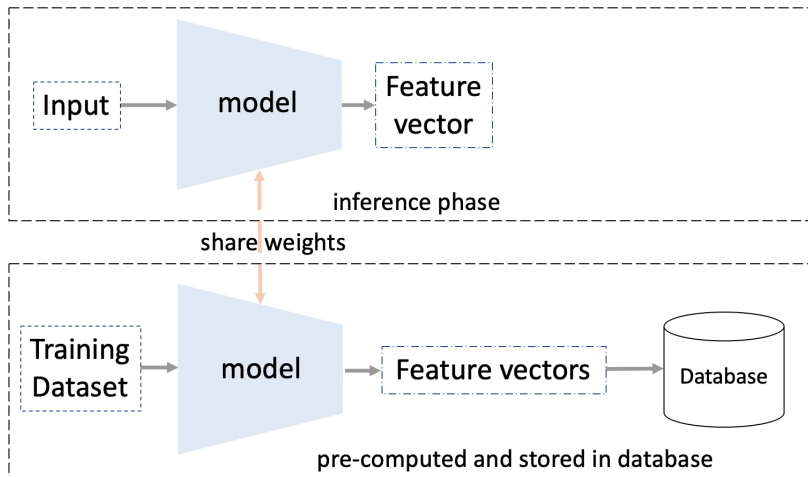 Input
model
Feature
vector
inference phase
share weights
Training
Dataset
model
Feature vectors
Database
pre-computed and stored in database